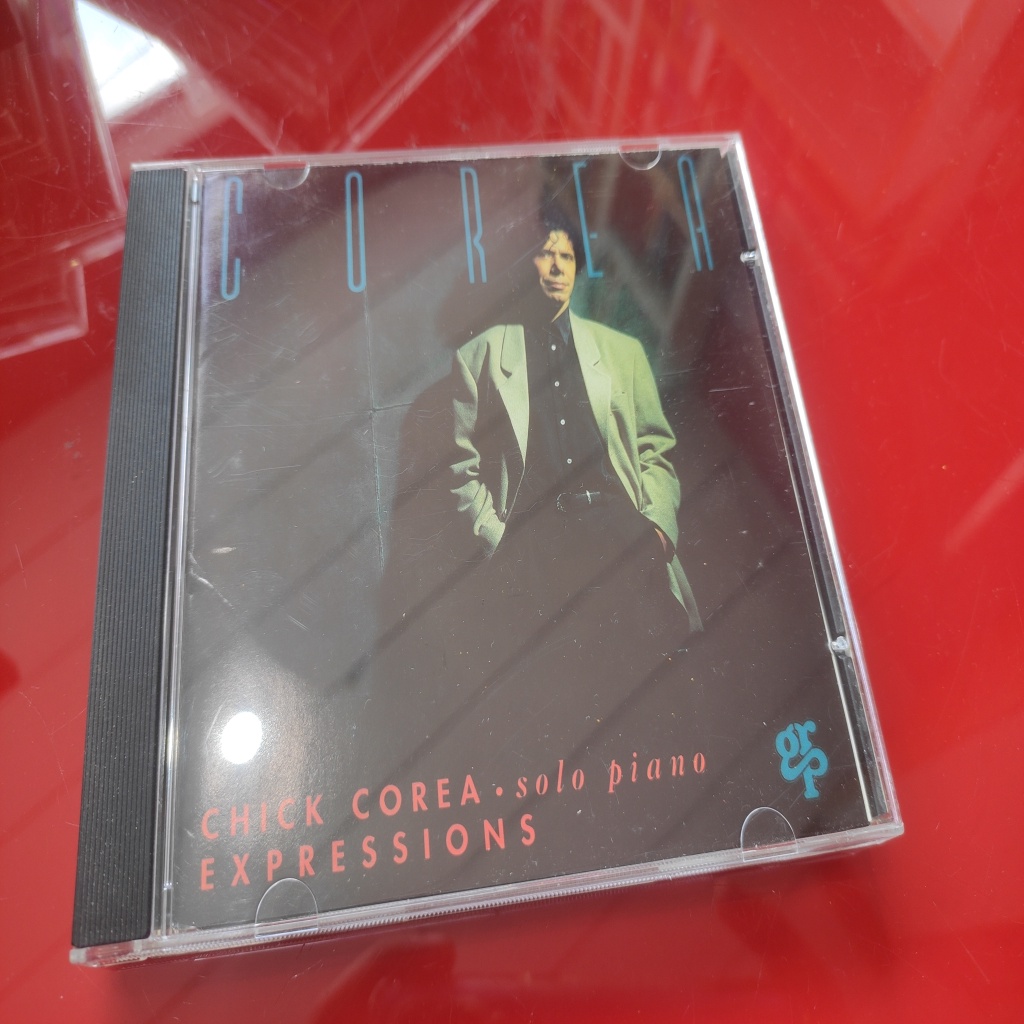 COREA
CHICK COREA • solo piano
EXPRESSIONS
grp